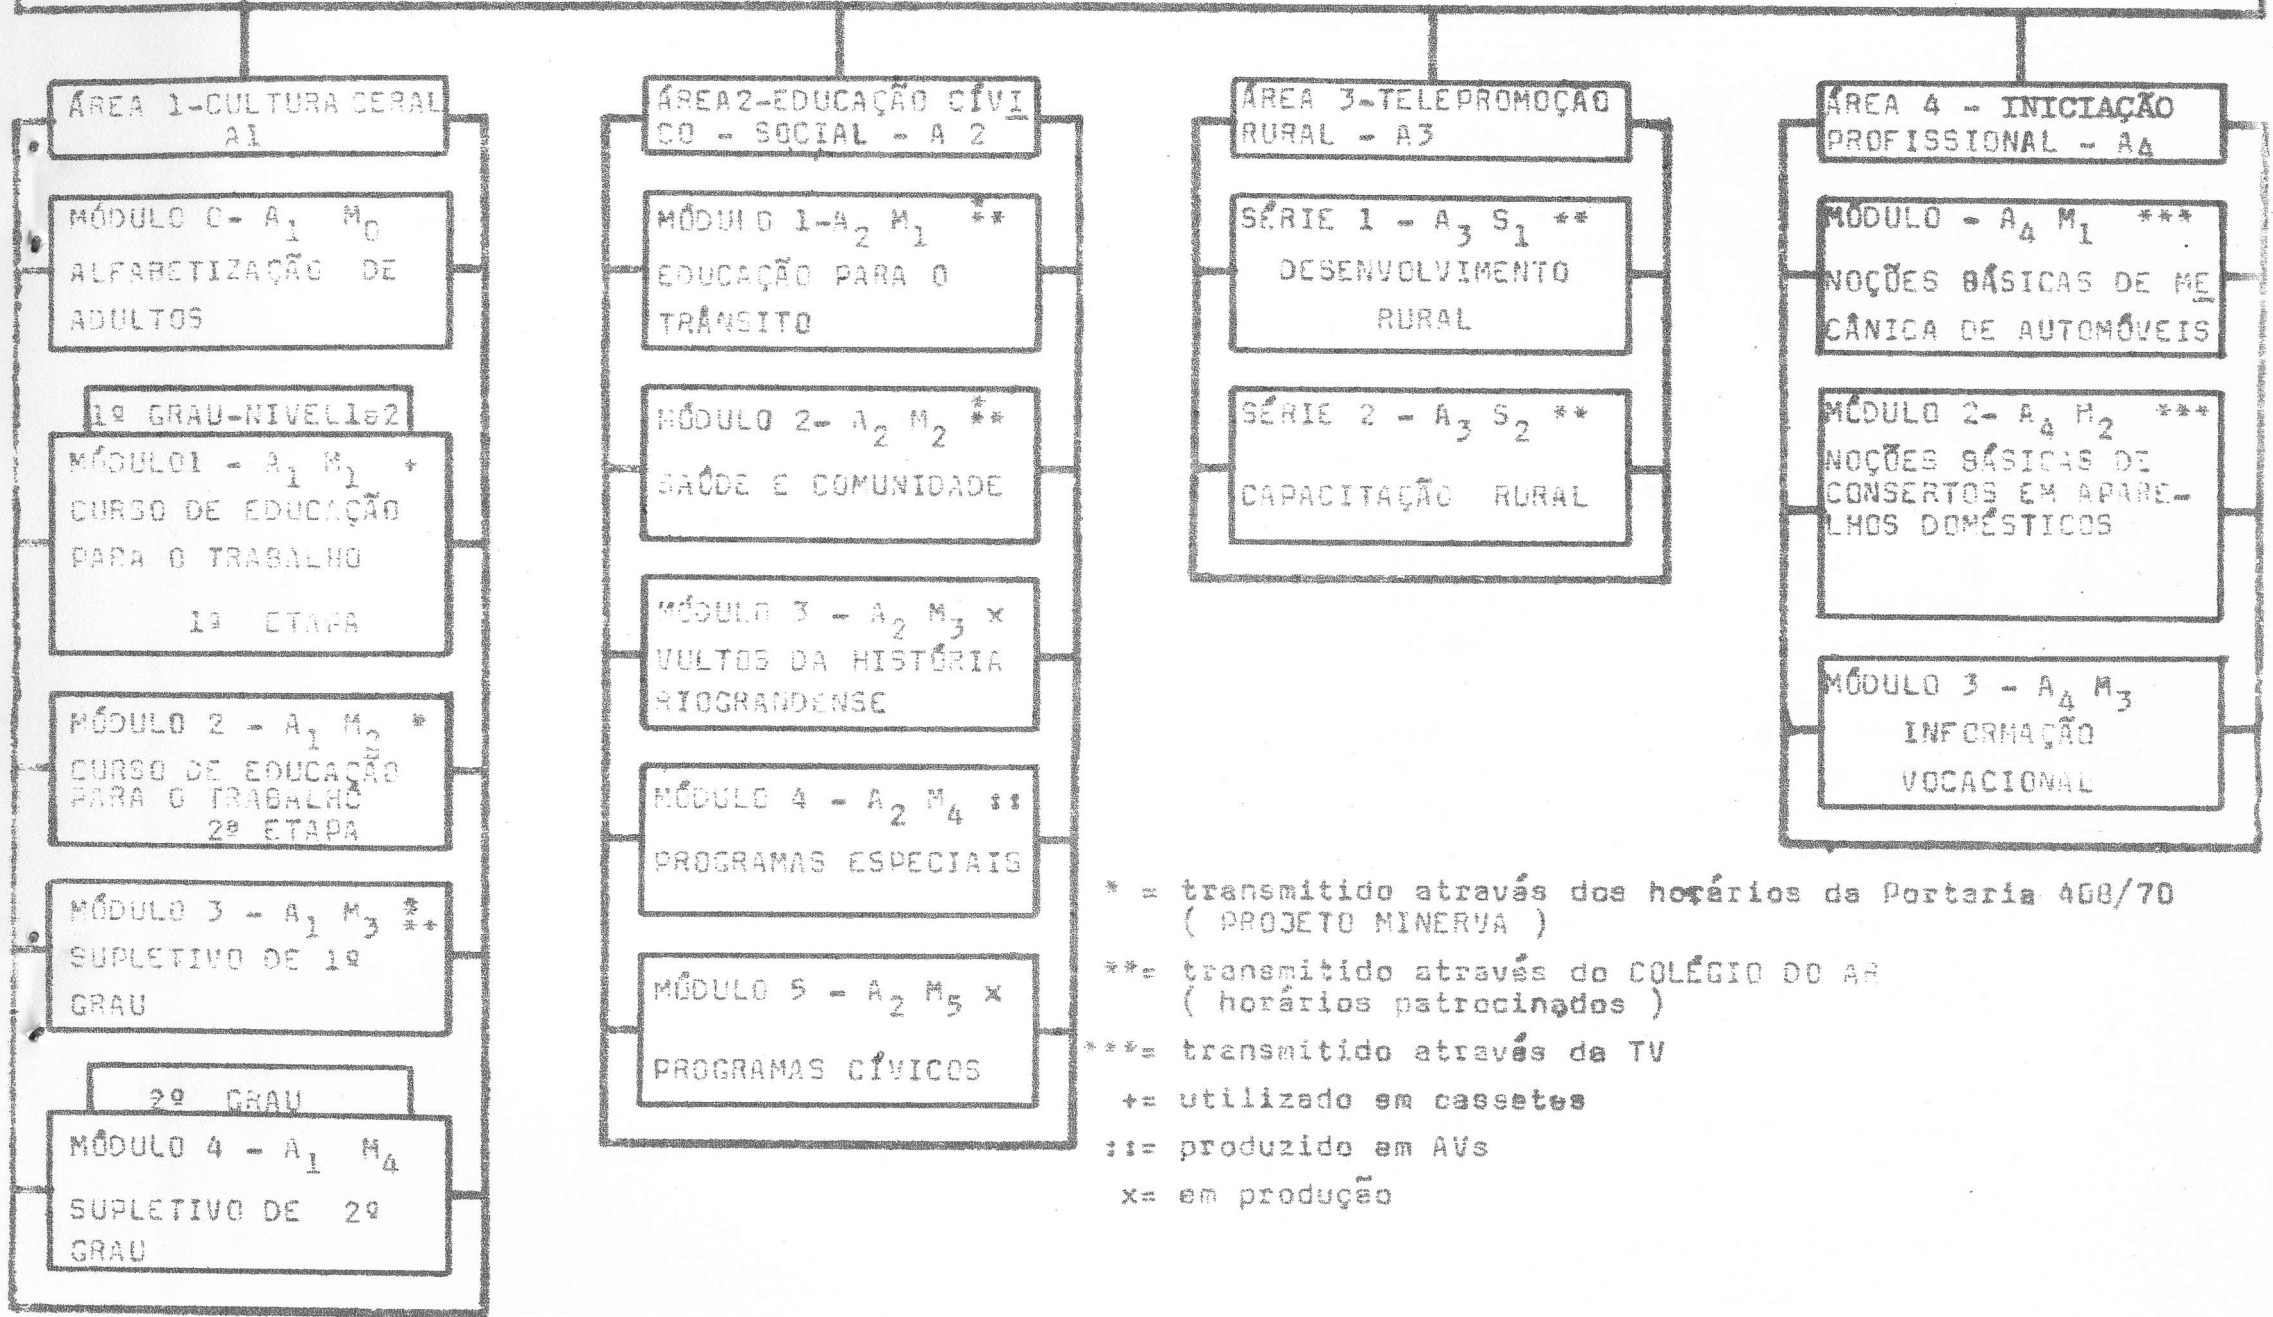 ÁREA 1-CULTURA GERAL
A1
MÓDULO 0- A1 M0
ALFABETIZAÇÃO DE
ADULTOS
1º GRAU-NIVEL1e2
MÓDULO1 - A1 M1 +
CURSO DE EDUCAÇÃO
PARA O TRABALHO
1ª ETAPA
MÓDULO 2 - A1 M2 *
CURSO DE EDUCAÇÃO
PARA O TRABALHO
2ª ETAPA
MÓDULO 3 - A1 M3 *
**
SUPLETIVO DE 1º
GRAU
2º GRAU
MÓDULO 4 - A1 M4
SUPLETIVO DE 2º
GRAU
ÁREA2-EDUCAÇÃO CÍVI
CO - SOCIAL - A 2
MÓDULO 1-A2 M1 *
**
EDUCAÇÃO PARA O
TRÂNSITO
MÓDULO 2- A2 M2 *
**
SAÚDE E COMUNIDADE
MÓDULO 3 - A2 M3 x
VULTOS DA HISTÓRIA
RIOGRANDENSE
MÓDULO 4 - A2 M4 ::
PROGRAMAS ESPECIAIS
MÓDULO 5 - A2 M5 x
PROGRAMAS CÍVICOS
ÁREA 3-TELEPROMOÇÃO
RURAL - A3
SÉRIE 1 - A3 S1 **
DESENVOLVIMENTO
RURAL
SÉRIE 2 - A3 S2 **
CAPACITAÇÃO RURAL
ÁREA 4 - INICIAÇÃO
PROFISSIONAL - A4
MÓDULO - A4 M1 ***
NOÇÕES BÁSICAS DE ME
CÂNICA DE AUTOMÓVEIS
MÓDULO 2- A4 M2 ***
NOÇÕES BÁSICAS DE
CONSERTOS EM APARE-
LHOS DOMÉSTICOS
MÓDULO 3 - A4 M3
INFORMAÇÃO
VOCACIONAL
* = transmitido através dos horários da Portaria 408/70
( PROJETO MINERVA )
**= transmitido através do COLÉGIO DO AR
( horários patrocinados )
***= transmitido através da TV
+= utilizado em cassetes
::= produzido em AVs
x= em produção